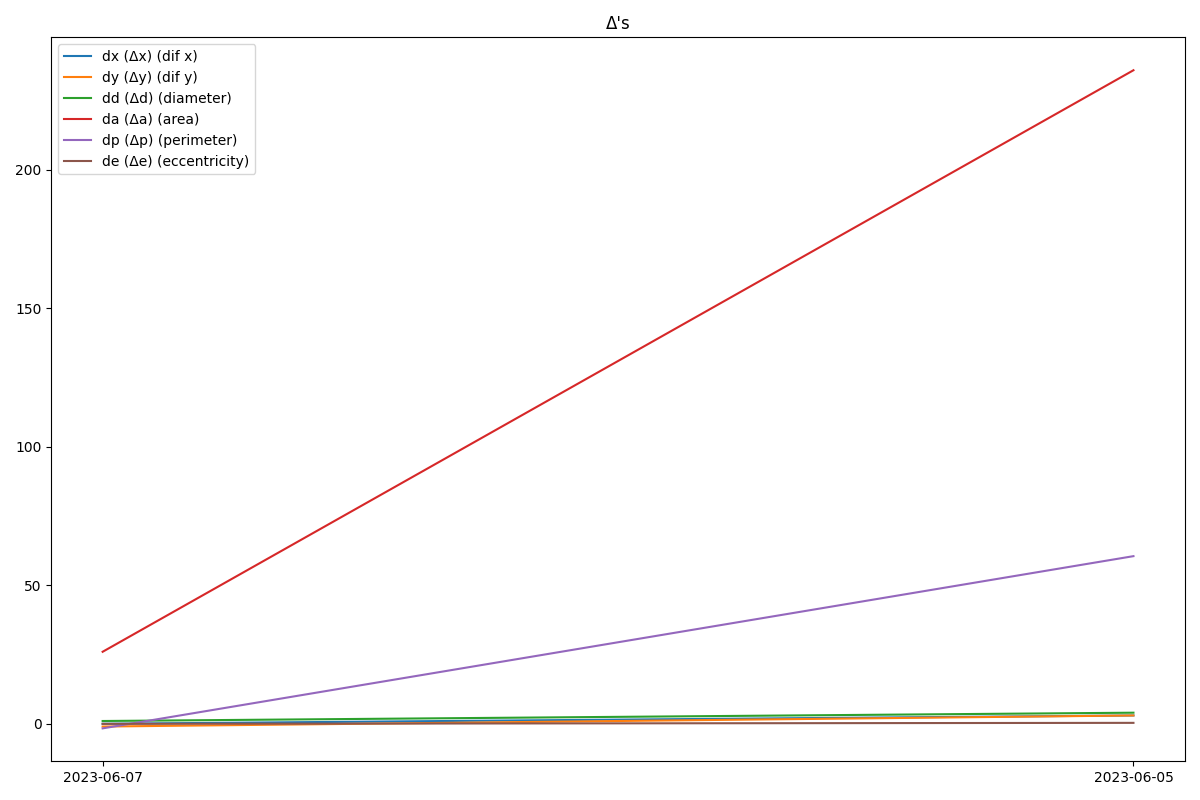 Δ's
dx (Δx) (dif x)
dy (Δy) (dif y)
dd (Δd) (diameter)
da (Δa) (area)
dp (Δp) (perimeter)
de (Δe) (eccentricity)
200
150
100
50
0
2023-06-07
2023-06-05